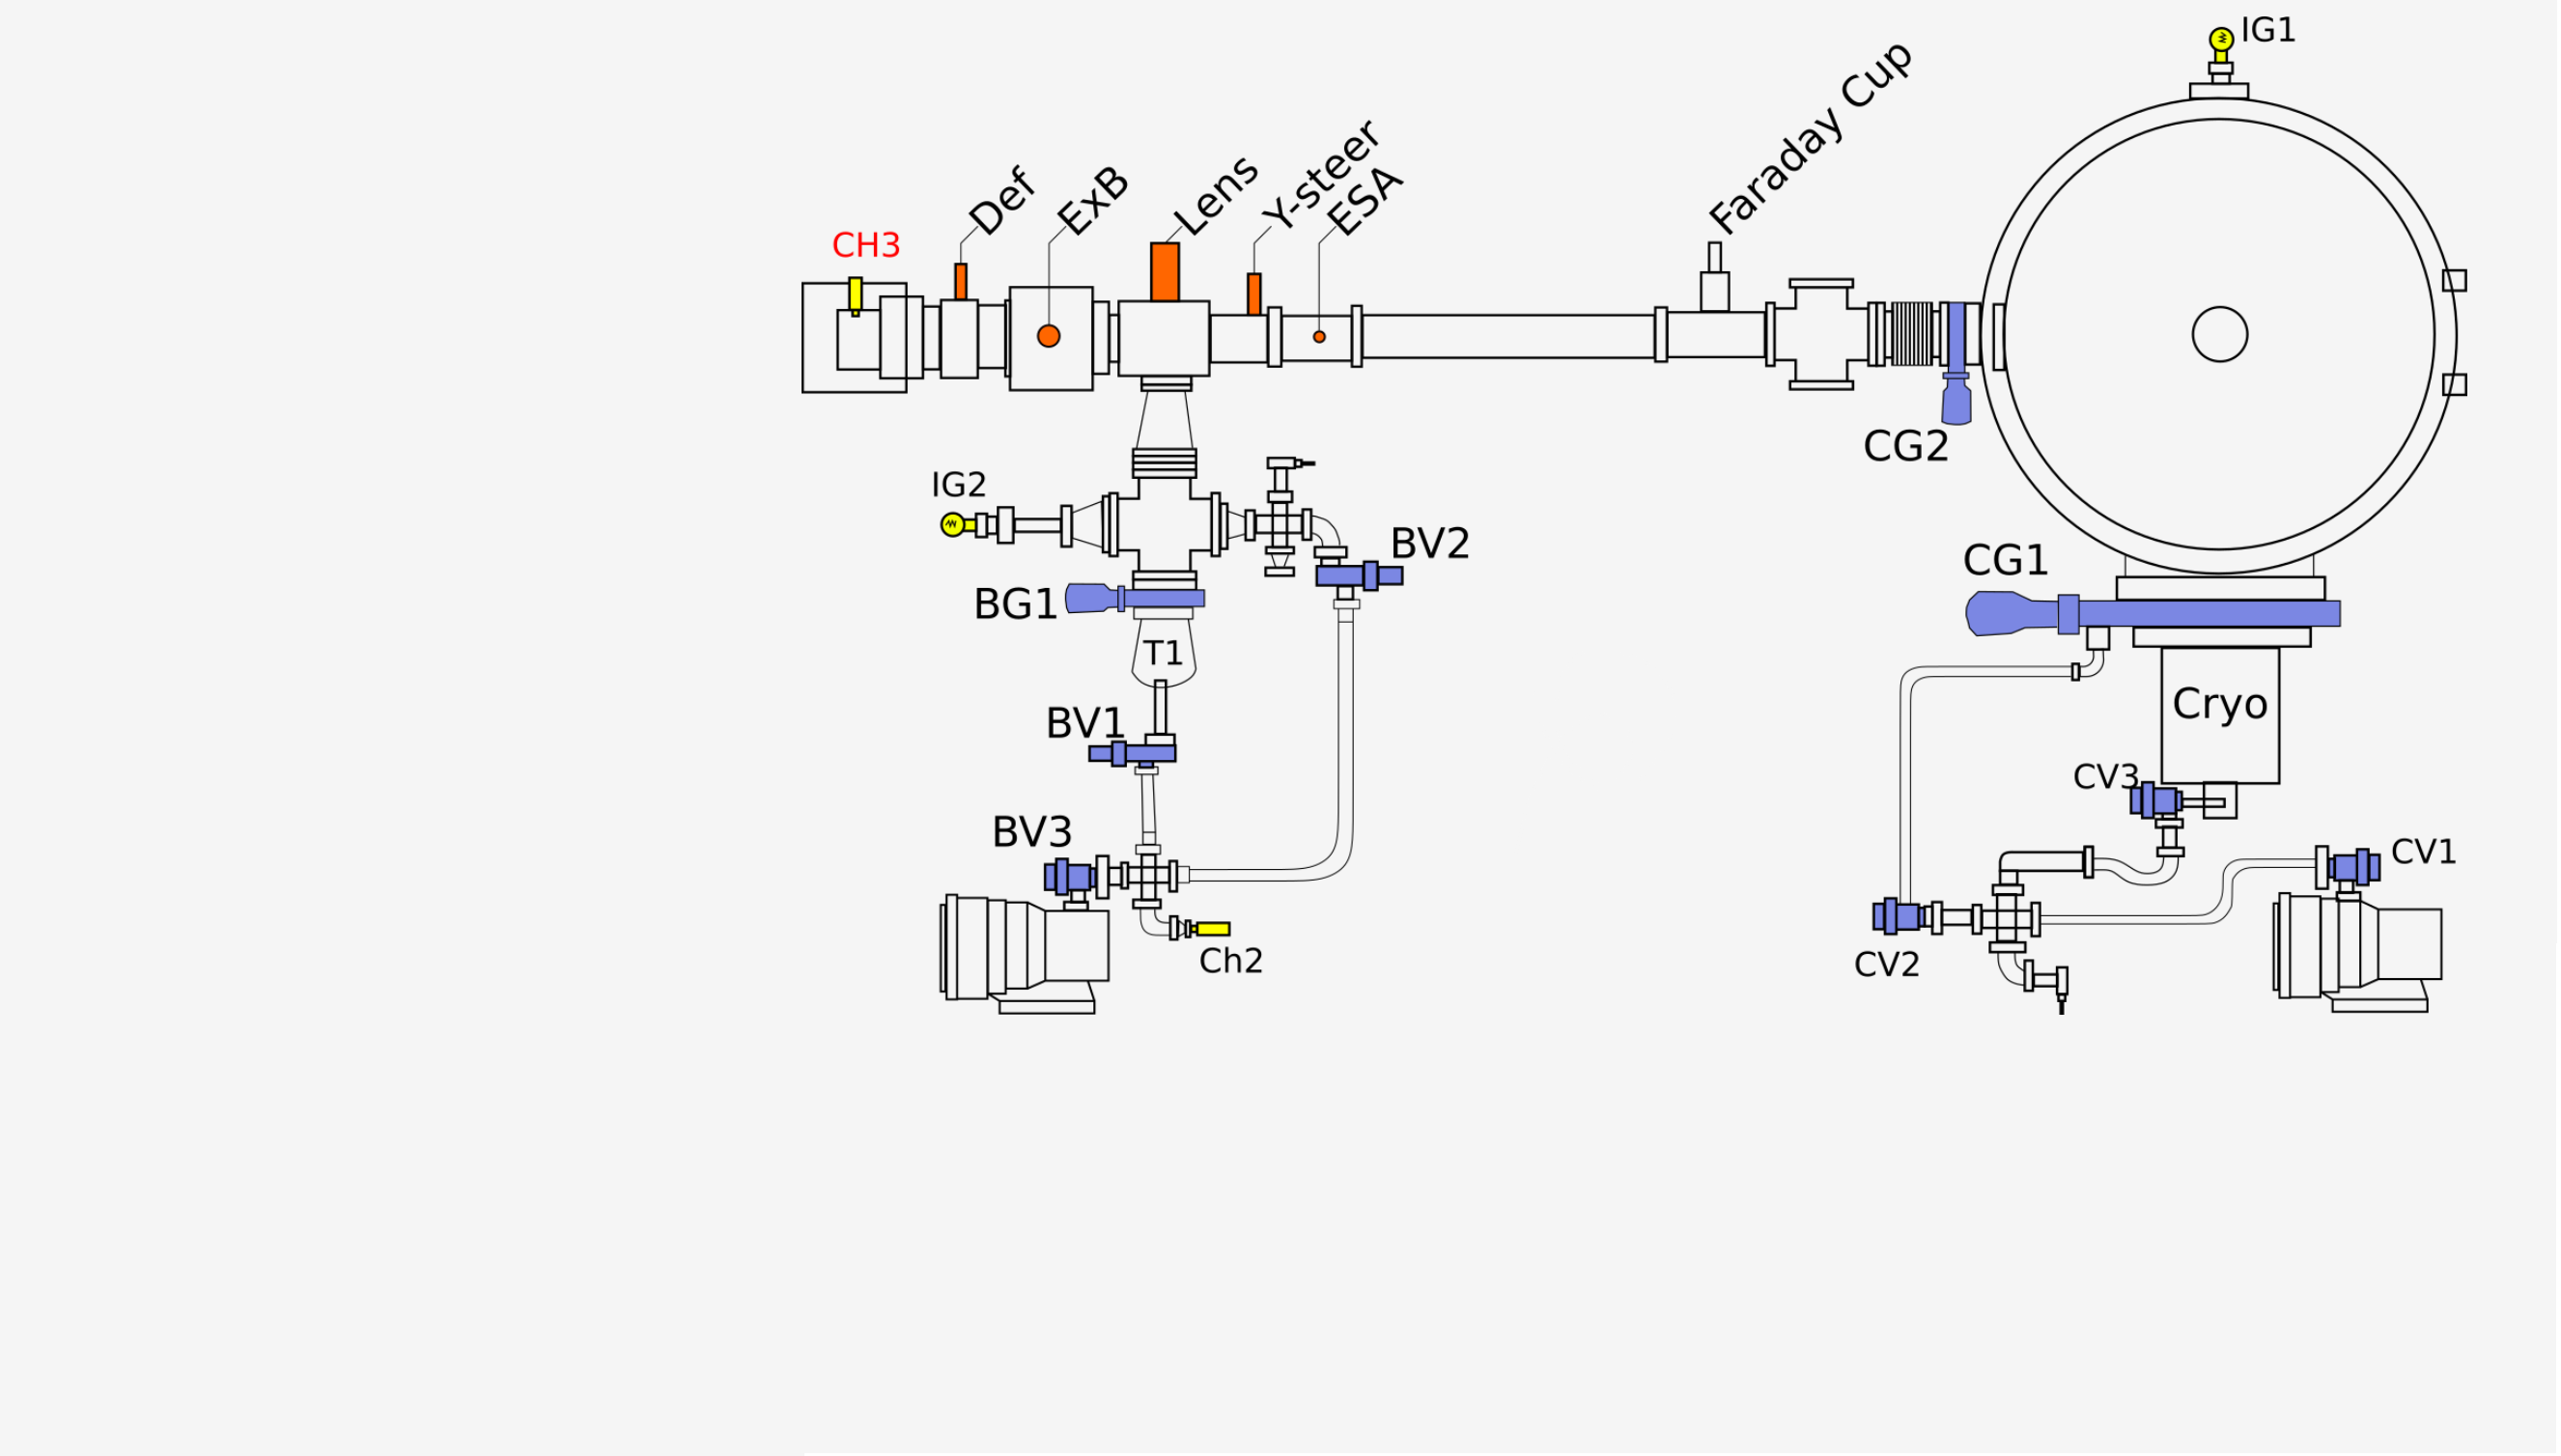 IG1
Faraday Cup
Def
ExB
Lens
Y-steer
ESA
CH3
CG2
IG2
BV2
BG1
CG1
T1
Cryo
BV1
CV3
BV3
CV1
Ch2
CV2